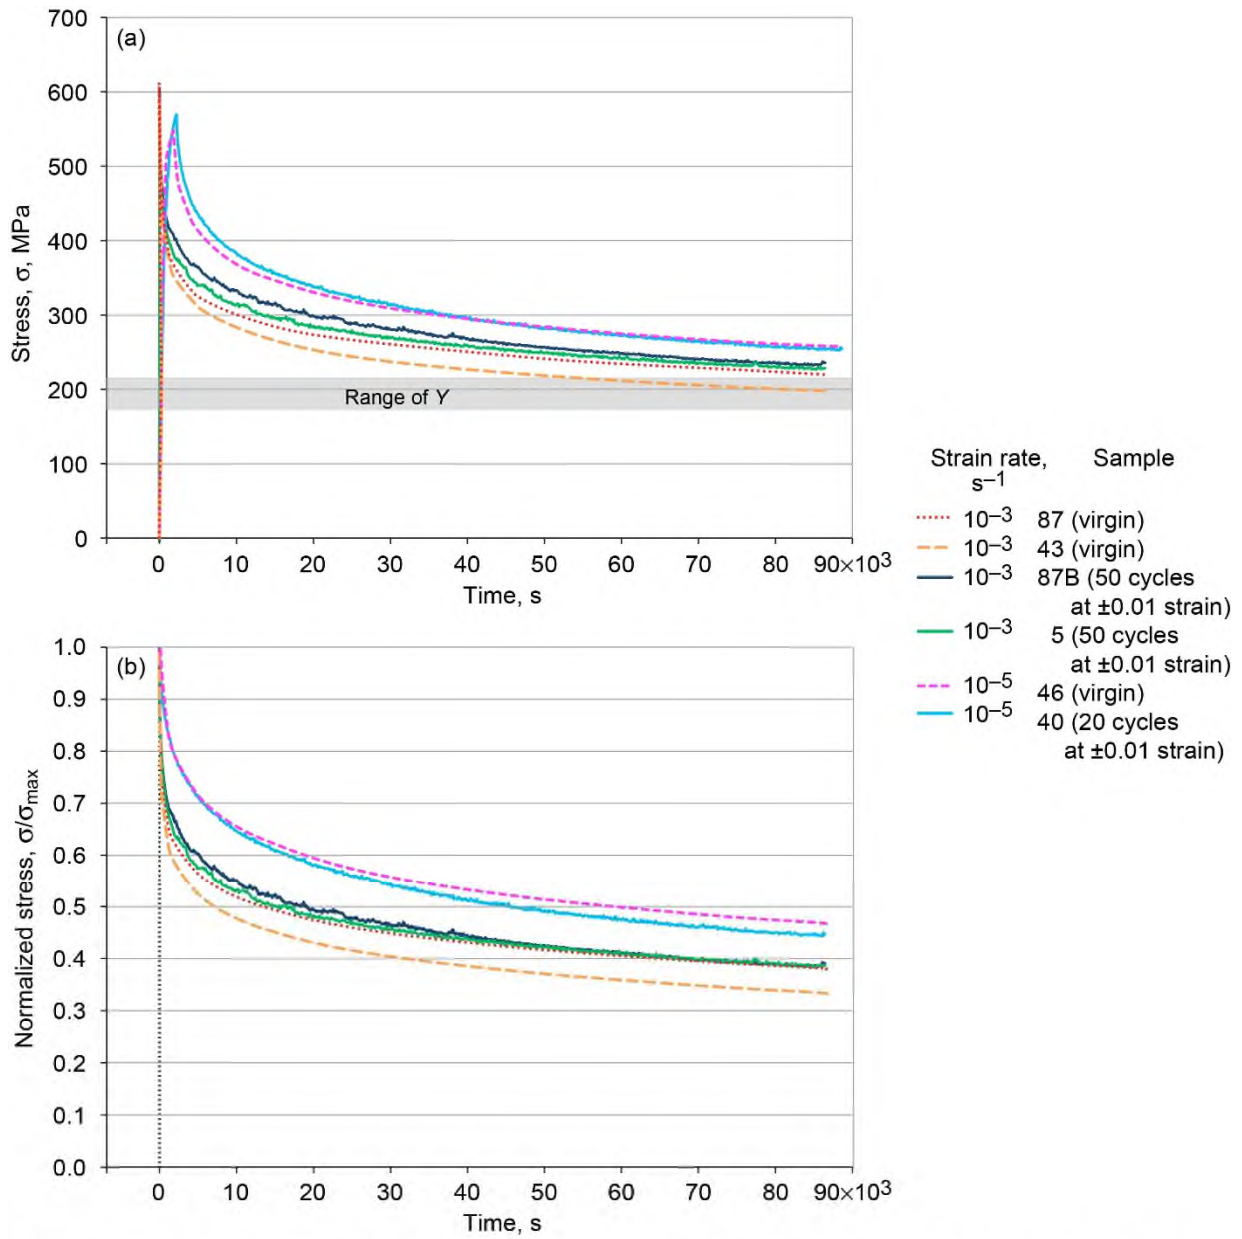 (a)
700
600
500
400
300
200
100
0
Stress, σ, MPa
Range of Y
0 10 20 30 40 50 60 70 80 90×10³
Time, s
(b)
1.0
0.9
0.8
0.7
0.6
0.5
0.4
0.3
0.2
0.1
0.0
Normalized stress, σ/σmax
0 10 20 30 40 50 60 70 80 90×10³
Time, s
Strain rate, Sample
s⁻¹
10⁻³ 87 (virgin)
10⁻³ 43 (virgin)
10⁻³ 87B (50 cycles
at ±0.01 strain)
10⁻³ 5 (50 cycles
at ±0.01 strain)
10⁻⁵ 46 (virgin)
10⁻⁵ 40 (20 cycles
at ±0.01 strain)